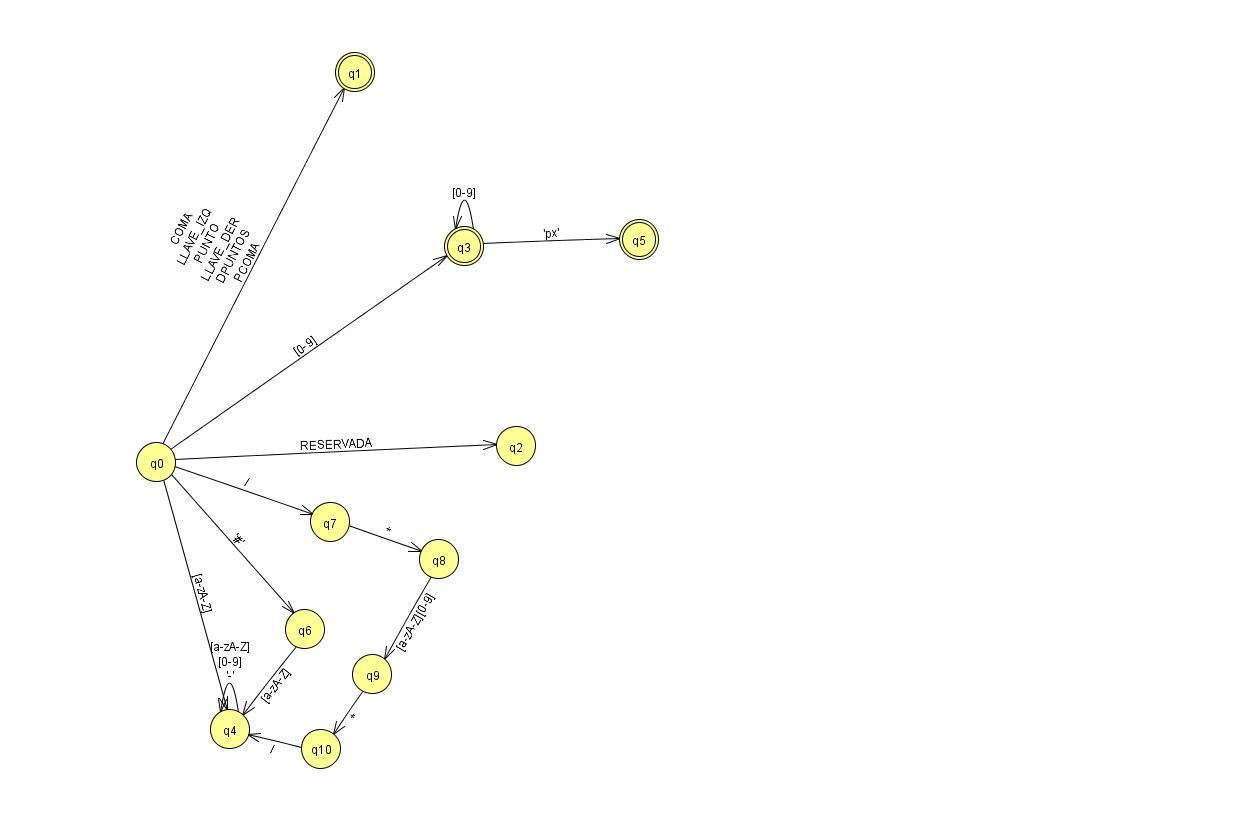 q1
COMA
LLAVE_IZQ
PUNTO
LLAVE_DER
DPUNTOS
PCOMA
[0-9]
q3
'px'
q5
[0-9]
RESERVADA
q0
q2
/
q7
*
q8
'#'
[a-zA-Z]
[a-zA-Z][0-9]
q6
[a-zA-Z]
[0-9]
'-'
[a-zA-Z]
q9
*
q4
/
q10